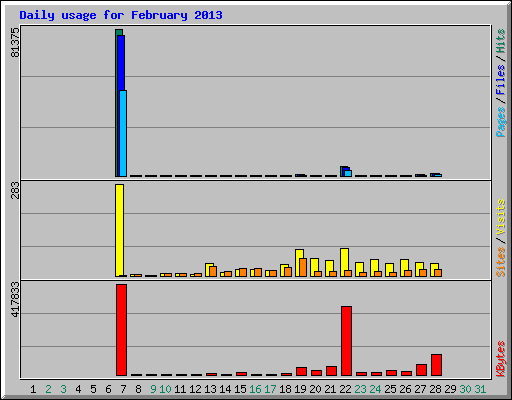 Daily usage for February 2013
81375
Pages / Files / Hits
283
Sites / Visits
417833
KBytes
1 2 3 4 5 6 7 8 9 10 11 12 13 14 15 16 17 18 19 20 21 22 23 24 25 26 27 28 29 30 31